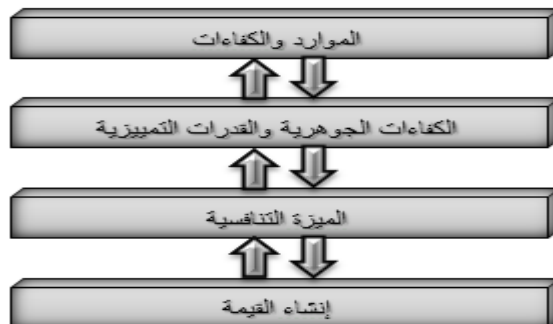 الموارد والكفاءات
الكفاءات الجوهرية والقدرات التمييزية
الميزة التنافسية
إنشاء القيمة